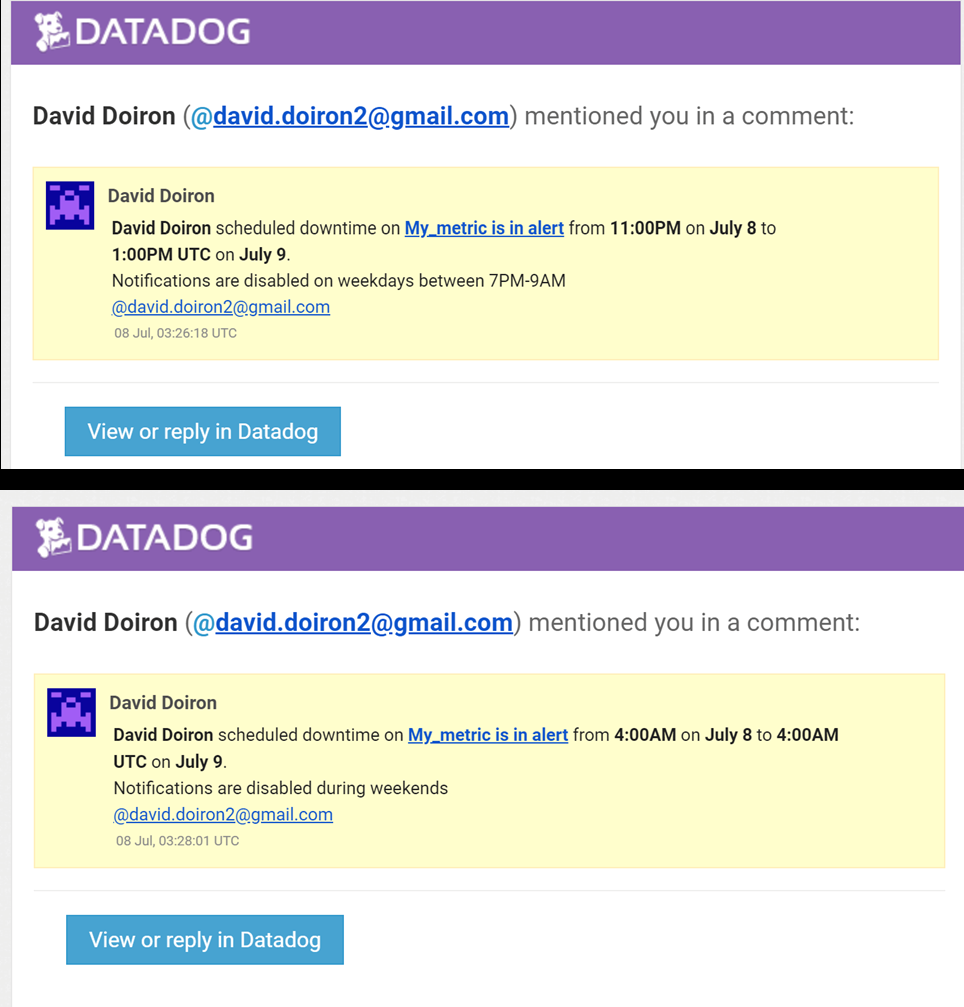 DATADOG
David Doiron (@david.doiron2@gmail.com) mentioned you in a comment:
David Doiron
David Doiron scheduled downtime on My_metric is in alert from 11:00PM on July 8 to
1:00PM UTC on July 9.
Notifications are disabled on weekdays between 7PM-9AM
@david.doiron2@gmail.com
08 Jul, 03:26:18 UTC
View or reply in Datadog
DATADOG
David Doiron (@david.doiron2@gmail.com) mentioned you in a comment:
David Doiron
David Doiron scheduled downtime on My_metric is in alert from 4:00AM on July 8 to 4:00AM
UTC on July 9.
Notifications are disabled during weekends
@david.doiron2@gmail.com
08 Jul, 03:28:01 UTC
View or reply in Datadog